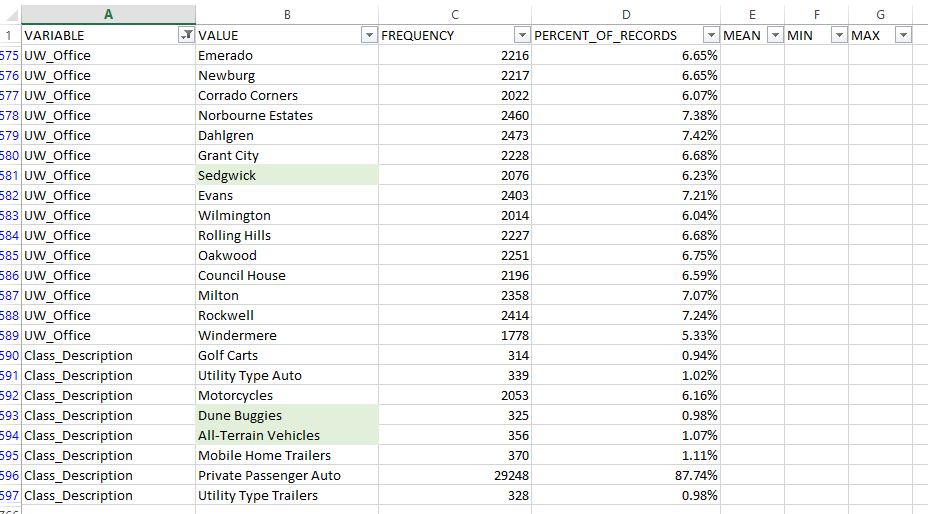 A B C D E F G
1 VARIABLE VALUE FREQUENCY PERCENT_OF_RECORDS MEAN MIN MAX
575 UW_Office Emerado 2216 6.65%
576 UW_Office Newburg 2217 6.65%
577 UW_Office Corrado Corners 2022 6.07%
578 UW_Office Norbourne Estates 2460 7.38%
579 UW_Office Dahlgren 2473 7.42%
580 UW_Office Grant City 2228 6.68%
581 UW_Office Sedgwick 2076 6.23%
582 UW_Office Evans 2403 7.21%
583 UW_Office Wilmington 2014 6.04%
584 UW_Office Rolling Hills 2227 6.68%
585 UW_Office Oakwood 2251 6.75%
586 UW_Office Council House 2196 6.59%
587 UW_Office Milton 2358 7.07%
588 UW_Office Rockwell 2414 7.24%
589 UW_Office Windermere 1778 5.33%
590 Class_Description Golf Carts 314 0.94%
591 Class_Description Utility Type Auto 339 1.02%
592 Class_Description Motorcycles 2053 6.16%
593 Class_Description Dune Buggies 325 0.98%
594 Class_Description All-Terrain Vehicles 356 1.07%
595 Class_Description Mobile Home Trailers 370 1.11%
596 Class_Description Private Passenger Auto 29248 87.74%
597 Class_Description Utility Type Trailers 328 0.98%